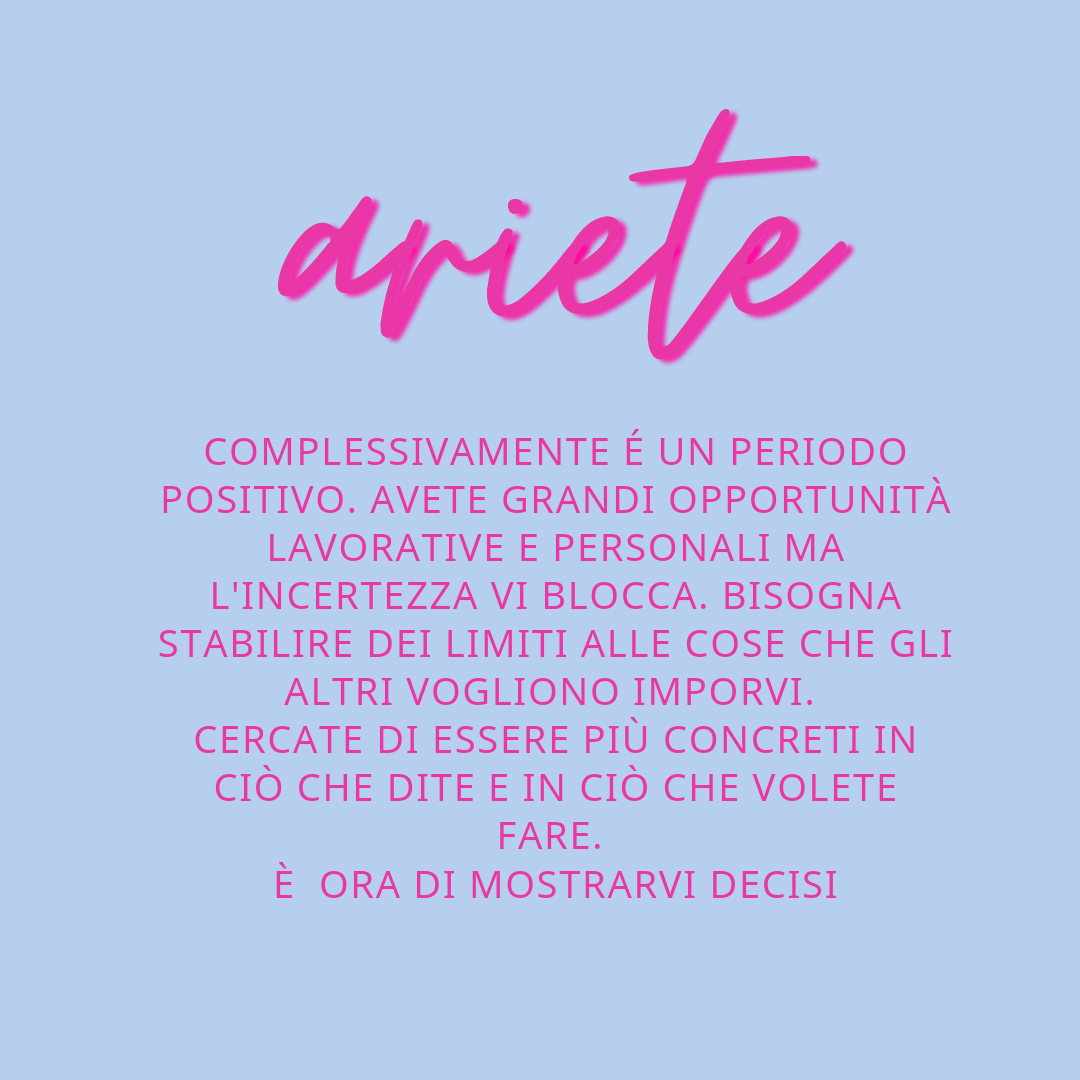 ariete
COMPLESSIVAMENTE É UN PERIODO
POSITIVO. AVETE GRANDI OPPORTUNITÀ
LAVORATIVE E PERSONALI MA
L'INCERTEZZA VI BLOCCA. BISOGNA
STABILIRE DEI LIMITI ALLE COSE CHE GLI
ALTRI VOGLIONO IMPORVI.
CERCATE DI ESSERE PIÙ CONCRETI IN
CIÒ CHE DITE E IN CIÒ CHE VOLETE
FARE.
È  ORA DI MOSTRARVI DECISI